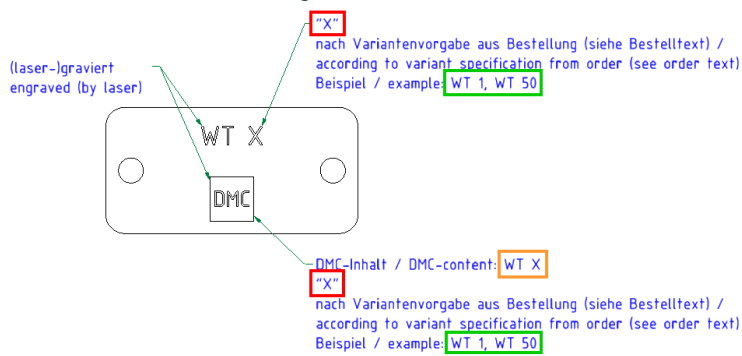 "X"
nach Variantenvorgabe aus Bestellung (siehe Bestelltext) /
according to variant specification from order (see order text)
Beispiel / example: WT 1, WT 50
(laser-)graviert
engraved (by laser)
WT X
DMC
DMC-Inhalt / DMC-content: WT X
"X"
nach Variantenvorgabe aus Bestellung (siehe Bestelltext) /
according to variant specification from order (see order text)
Beispiel / example: WT 1, WT 50